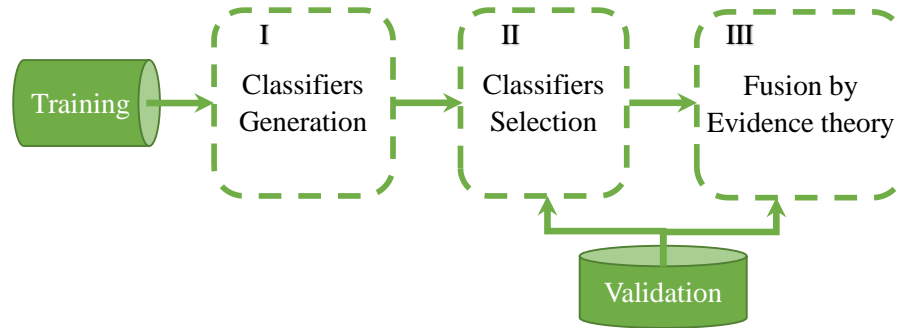 Training
I
Classifiers
Generation
II
Classifiers
Selection
III
Fusion by
Evidence theory
Validation